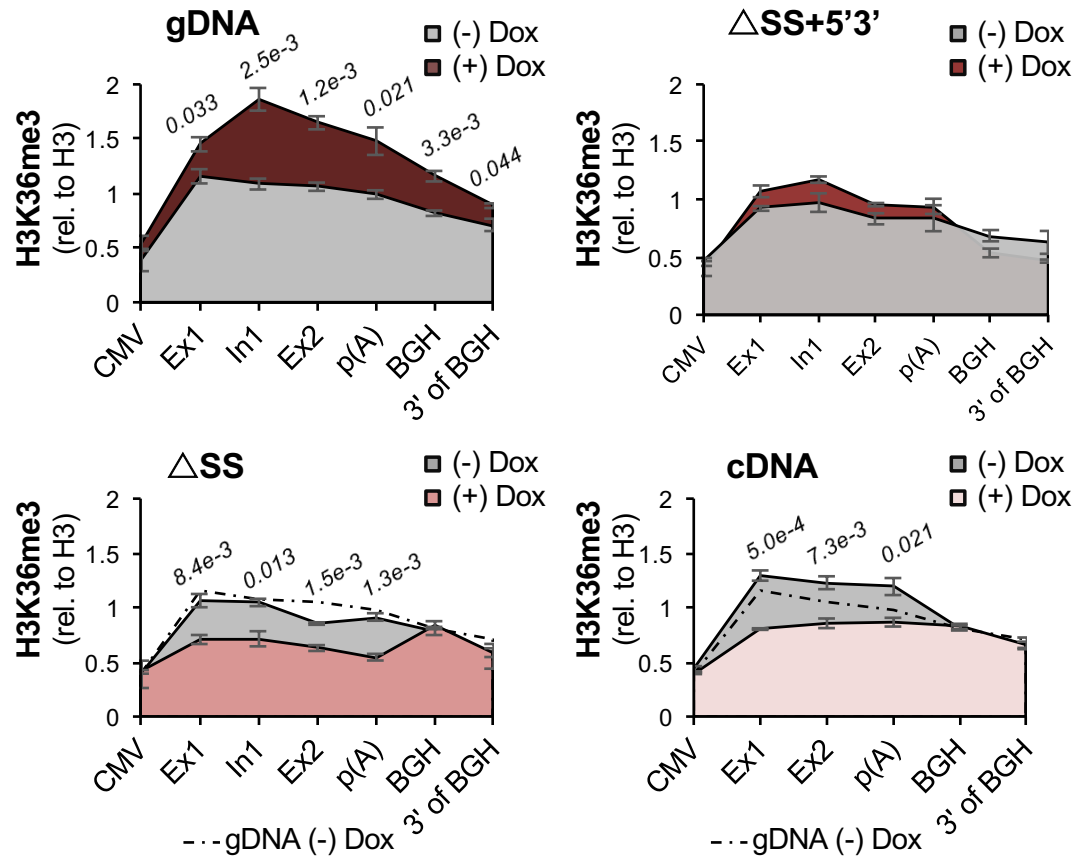 gDNA
(-) Dox
(+) Dox
H3K36me3
(rel. to H3)
2
1.5
1
0.5
0
0.033
2.5e-3
1.2e-3
0.021
3.3e-3
0.044
CMV
Ex1
In1
Ex2
p(A)
BGH
3' of BGH
△SS+5'3'
(-) Dox
(+) Dox
H3K36me3
(rel. to H3)
2
1.5
1
0.5
0
CMV
Ex1
In1
Ex2
p(A)
BGH
3' of BGH
△SS
(-) Dox
(+) Dox
H3K36me3
(rel. to H3)
2
1.5
1
0.5
0
8.4e-3
0.013
1.5e-3
1.3e-3
CMV
Ex1
In1
Ex2
p(A)
BGH
3' of BGH
gDNA (-) Dox
cDNA
(-) Dox
(+) Dox
H3K36me3
(rel. to H3)
2
1.5
1
0.5
0
5.0e-4
7.3e-3
0.021
CMV
Ex1
Ex2
p(A)
BGH
3' of BGH
gDNA (-) Dox